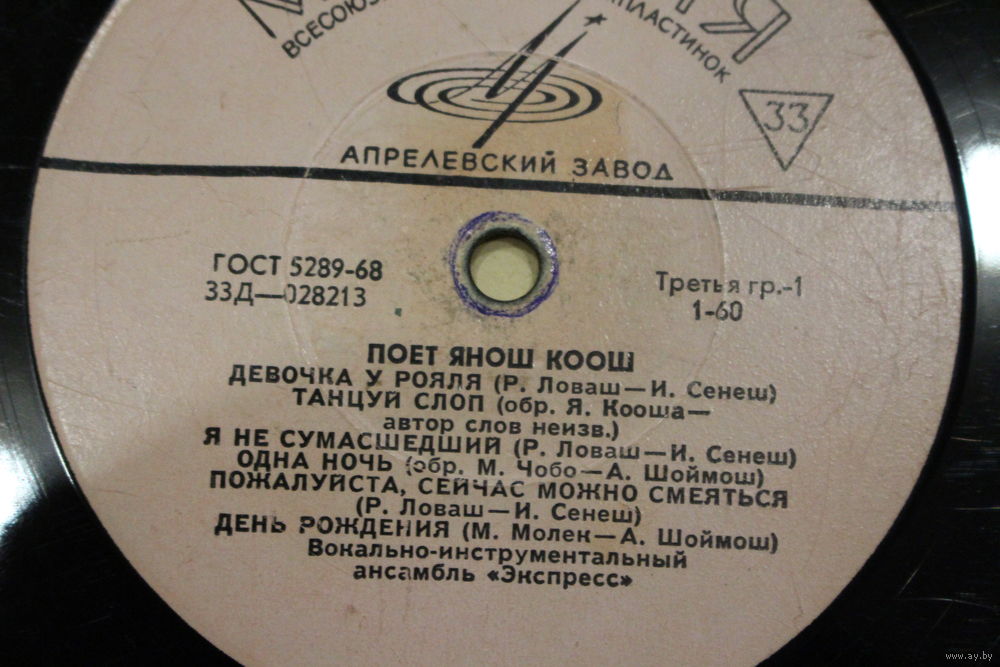 ПЛАСТИНОК
33
АПРЕЛЕВСКИЙ ЗАВОД
ГОСТ 5289-68
33Д—028213
Третья гр.-1
1-60
ПОЕТ ЯНОШ КООШ
ДЕВОЧКА У РОЯЛЯ (Р. Ловаш—И. Сенеш)
ТАНЦУЙ СЛОП (обр. Я. Кооша—
автор слов неизв.)
Я НЕ СУМАСШЕДШИЙ (Р. Ловаш—И. Сенеш)
ОДНА НОЧЬ (обр. М. Чобо—А. Шоймош)
ПОЖАЛУЙСТА, СЕЙЧАС МОЖНО СМЕЯТЬСЯ
(Р. Ловаш—И. Сенеш)
ДЕНЬ РОЖДЕНИЯ (М. Молек—А. Шоймош)
Вокально-инструментальный
ансамбль «Экспресс»
www.ay.by